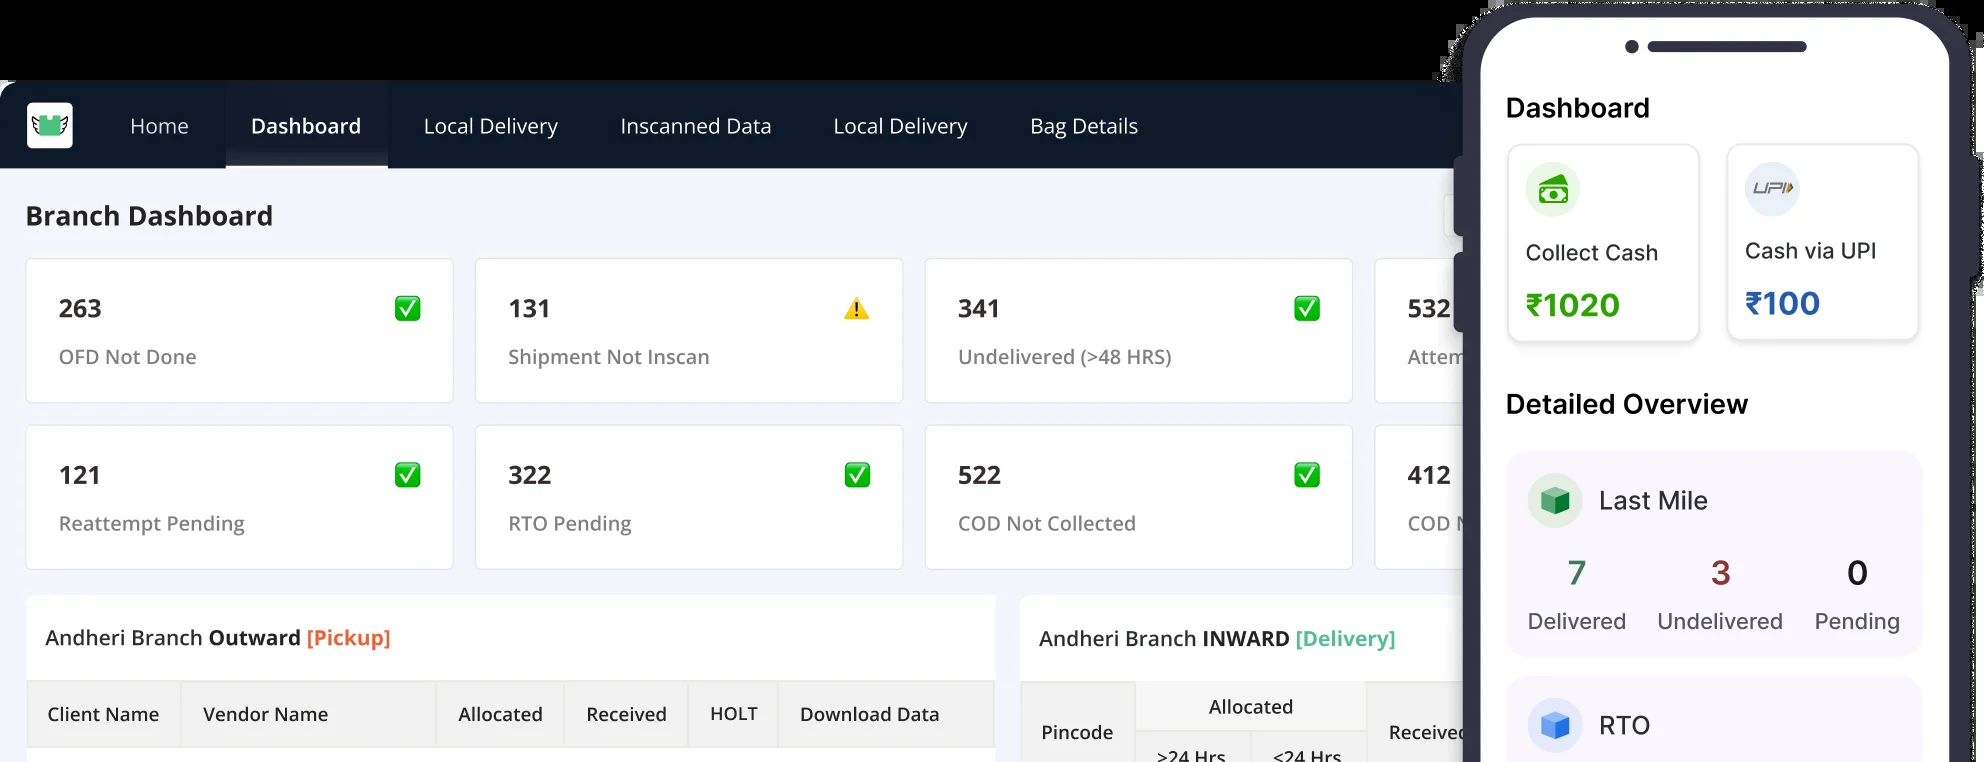 Home Dashboard Local Delivery Inscanned Data Local Delivery Bag Details
Branch Dashboard
263
OFD Not Done
131
Shipment Not Inscan
341
Undelivered (>48 HRS)
532
121
Reattempt Pending
322
RTO Pending
522
COD Not Collected
412
COD
Andheri Branch Outward [Pickup]
Client Name Vendor Name Allocated Received HOLT Download Data
Andheri Branch INWARD [Delivery]
Pincode Allocated Received
>24 Hrs <24 Hrs
Dashboard
UPI
Collect Cash
₹1020
Cash via UPI
₹100
Detailed Overview
Last Mile
7 3 0
Delivered Undelivered Pending
RTO